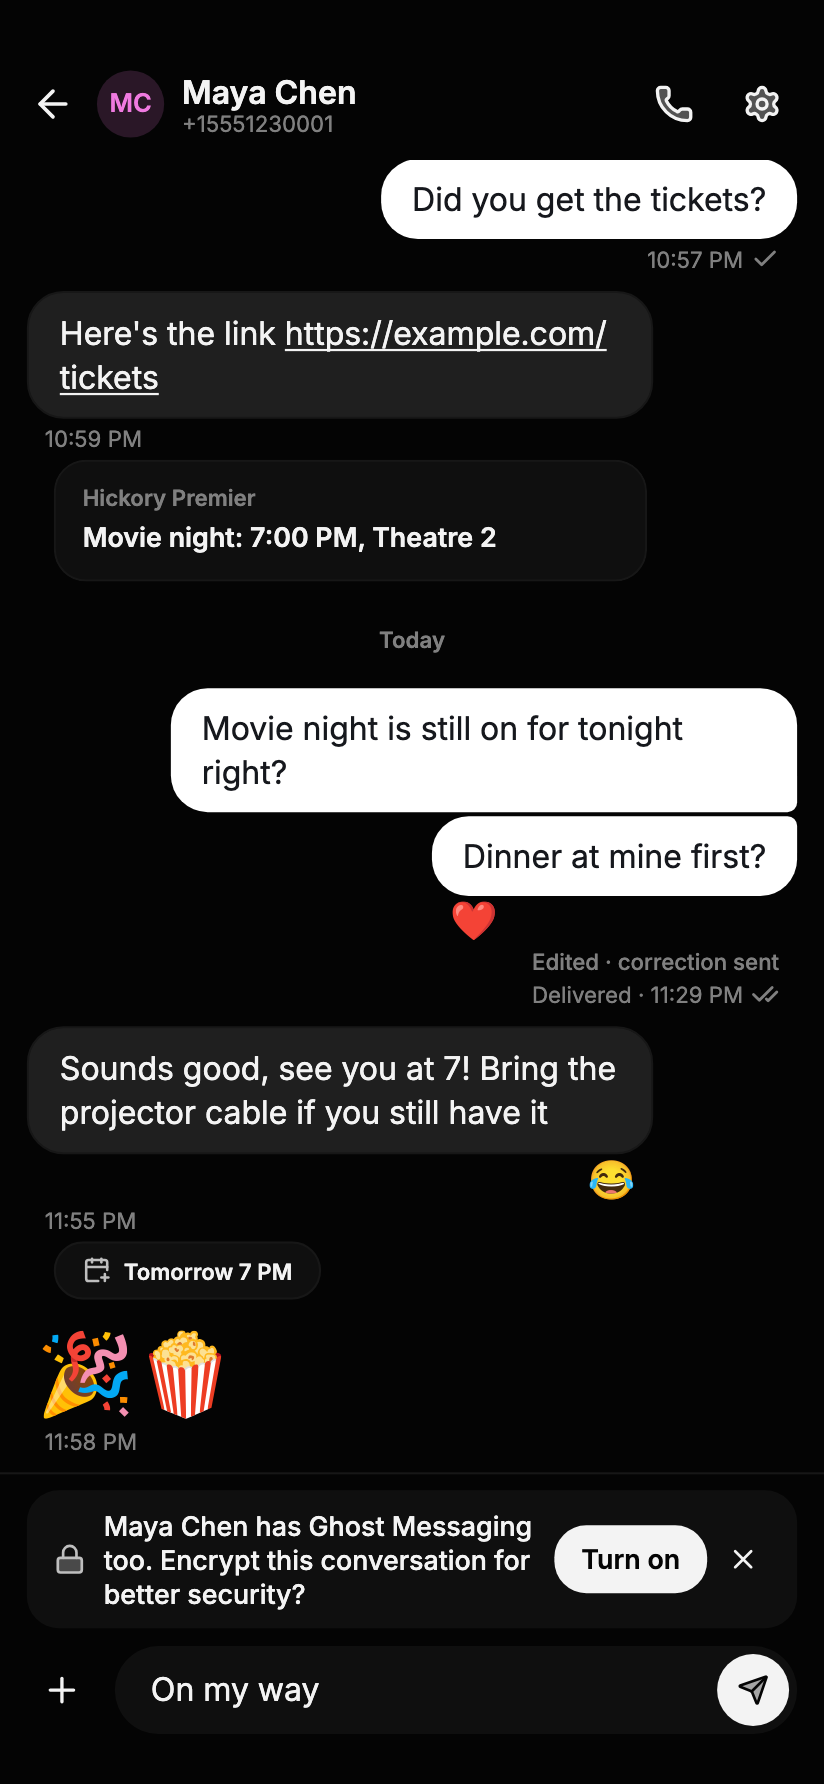 MC
Maya Chen
+15551230001
Did you get the tickets?
10:57 PM
Here's the link https://example.com/
tickets
10:59 PM
Hickory Premier
Movie night: 7:00 PM, Theatre 2
Today
Movie night is still on for tonight
right?
Dinner at mine first?
❤️
Edited · correction sent
Delivered · 11:29 PM
Sounds good, see you at 7! Bring the
projector cable if you still have it
😂
11:55 PM
Tomorrow 7 PM
🎉🍿
11:58 PM
Maya Chen has Ghost Messaging
too. Encrypt this conversation for
better security?
Turn on
On my way